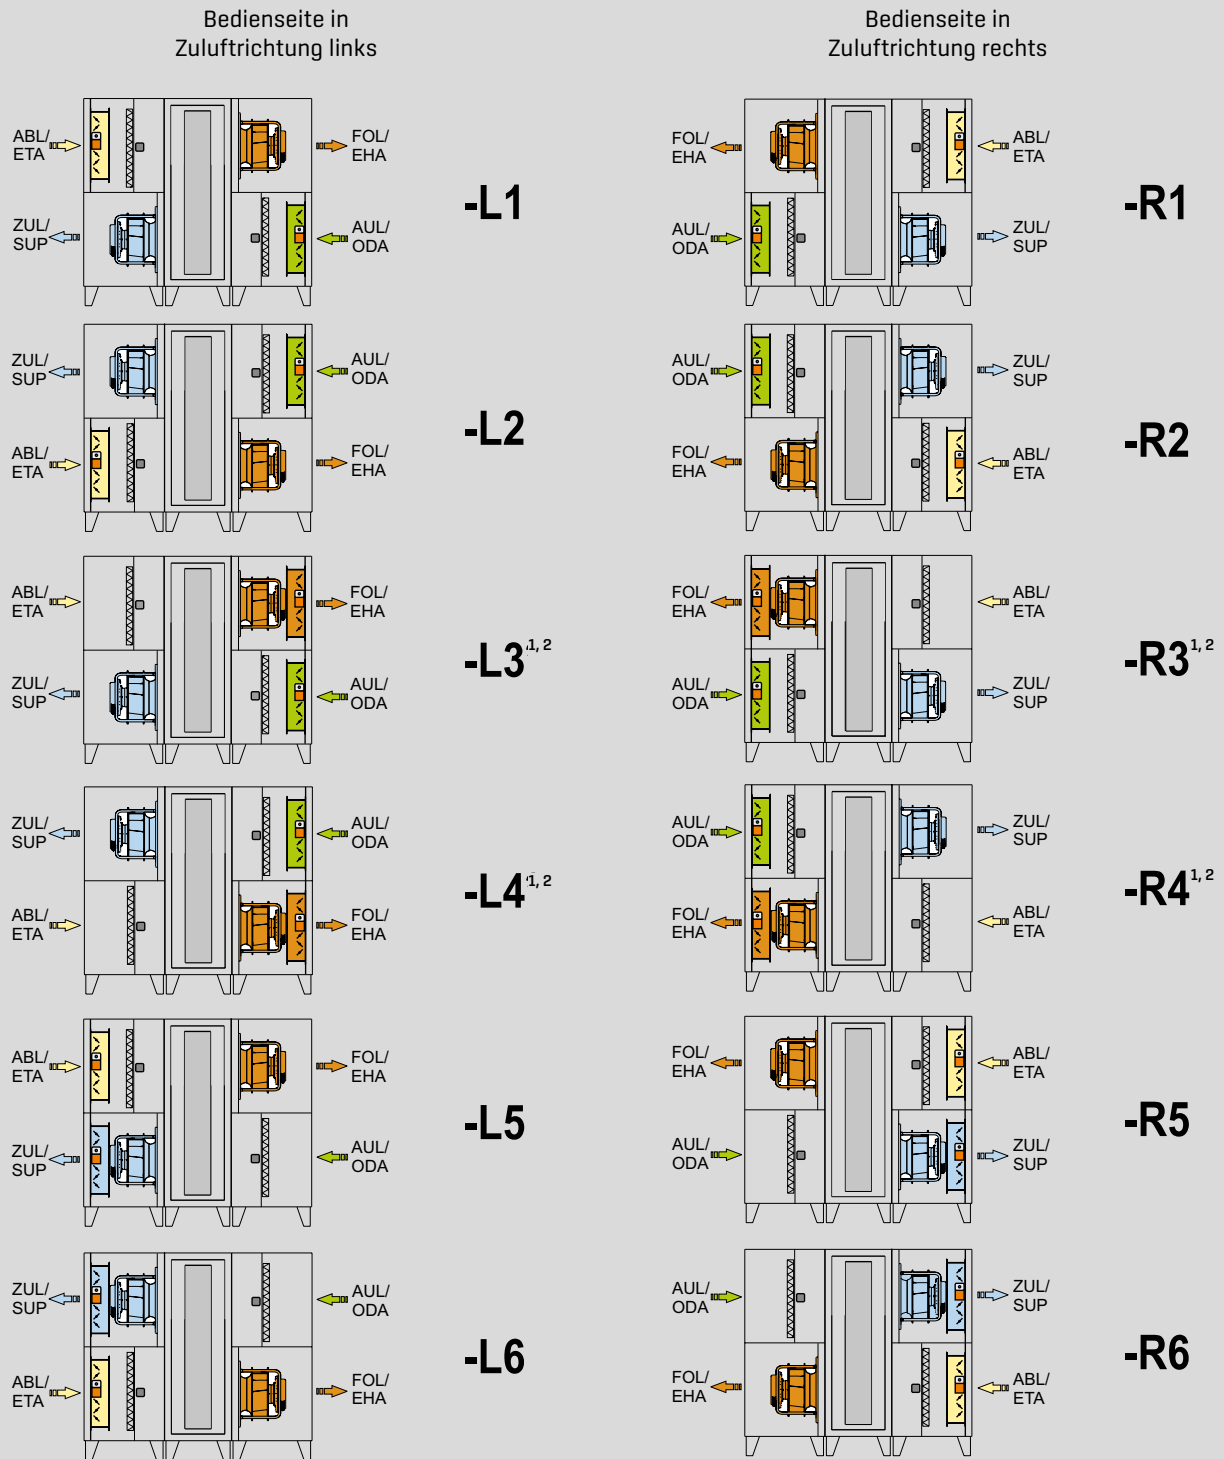 Bedienseite in
Zuluftrichtung links
Bedienseite in
Zuluftrichtung rechts
ABL/
ETA
FOL/
EHA
ZUL/
SUP
AUL/
ODA
-L1
FOL/
EHA
ABL/
ETA
AUL/
ODA
ZUL/
SUP
-R1
ZUL/
SUP
AUL/
ODA
ABL/
ETA
FOL/
EHA
-L2
AUL/
ODA
ZUL/
SUP
FOL/
EHA
ABL/
ETA
-R2
ABL/
ETA
FOL/
EHA
ZUL/
SUP
AUL/
ODA
-L3 1, 2
FOL/
EHA
ABL/
ETA
AUL/
ODA
ZUL/
SUP
-R3 1, 2
ZUL/
SUP
AUL/
ODA
ABL/
ETA
FOL/
EHA
-L4 1, 2
AUL/
ODA
ZUL/
SUP
FOL/
EHA
ABL/
ETA
-R4 1, 2
ABL/
ETA
FOL/
EHA
ZUL/
SUP
AUL/
ODA
-L5
FOL/
EHA
ABL/
ETA
AUL/
ODA
ZUL/
SUP
-R5
ZUL/
SUP
AUL/
ODA
ABL/
ETA
FOL/
EHA
-L6
AUL/
ODA
ZUL/
SUP
FOL/
EHA
ABL/
ETA
-R6